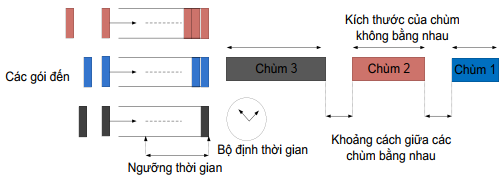 Kích thước của chùm
không bằng nhau
Các gói đến
Chùm 3
Chùm 2
Chùm 1
Bộ định thời gian
Ngưỡng thời gian
Khoảng cách giữa các
chùm bằng nhau